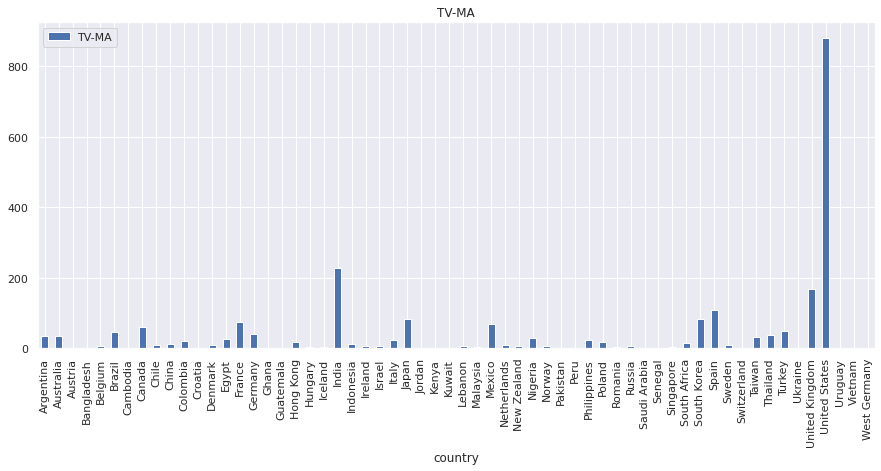 TV-MA
TV-MA
800
600
400
200
0
Argentina
Australia
Austria
Bangladesh
Belgium
Brazil
Cambodia
Canada
Chile
China
Colombia
Croatia
Denmark
Egypt
France
Germany
Ghana
Guatemala
Hong Kong
Hungary
Iceland
India
Indonesia
Ireland
Israel
Italy
Japan
Jordan
Kenya
Kuwait
Lebanon
Malaysia
Mexico
Netherlands
New Zealand
Nigeria
Norway
Pakistan
Peru
Philippines
Poland
Romania
Russia
Saudi Arabia
Senegal
Singapore
South Africa
South Korea
Spain
Sweden
Switzerland
Taiwan
Thailand
Turkey
Ukraine
United Kingdom
United States
Uruguay
Vietnam
West Germany
country